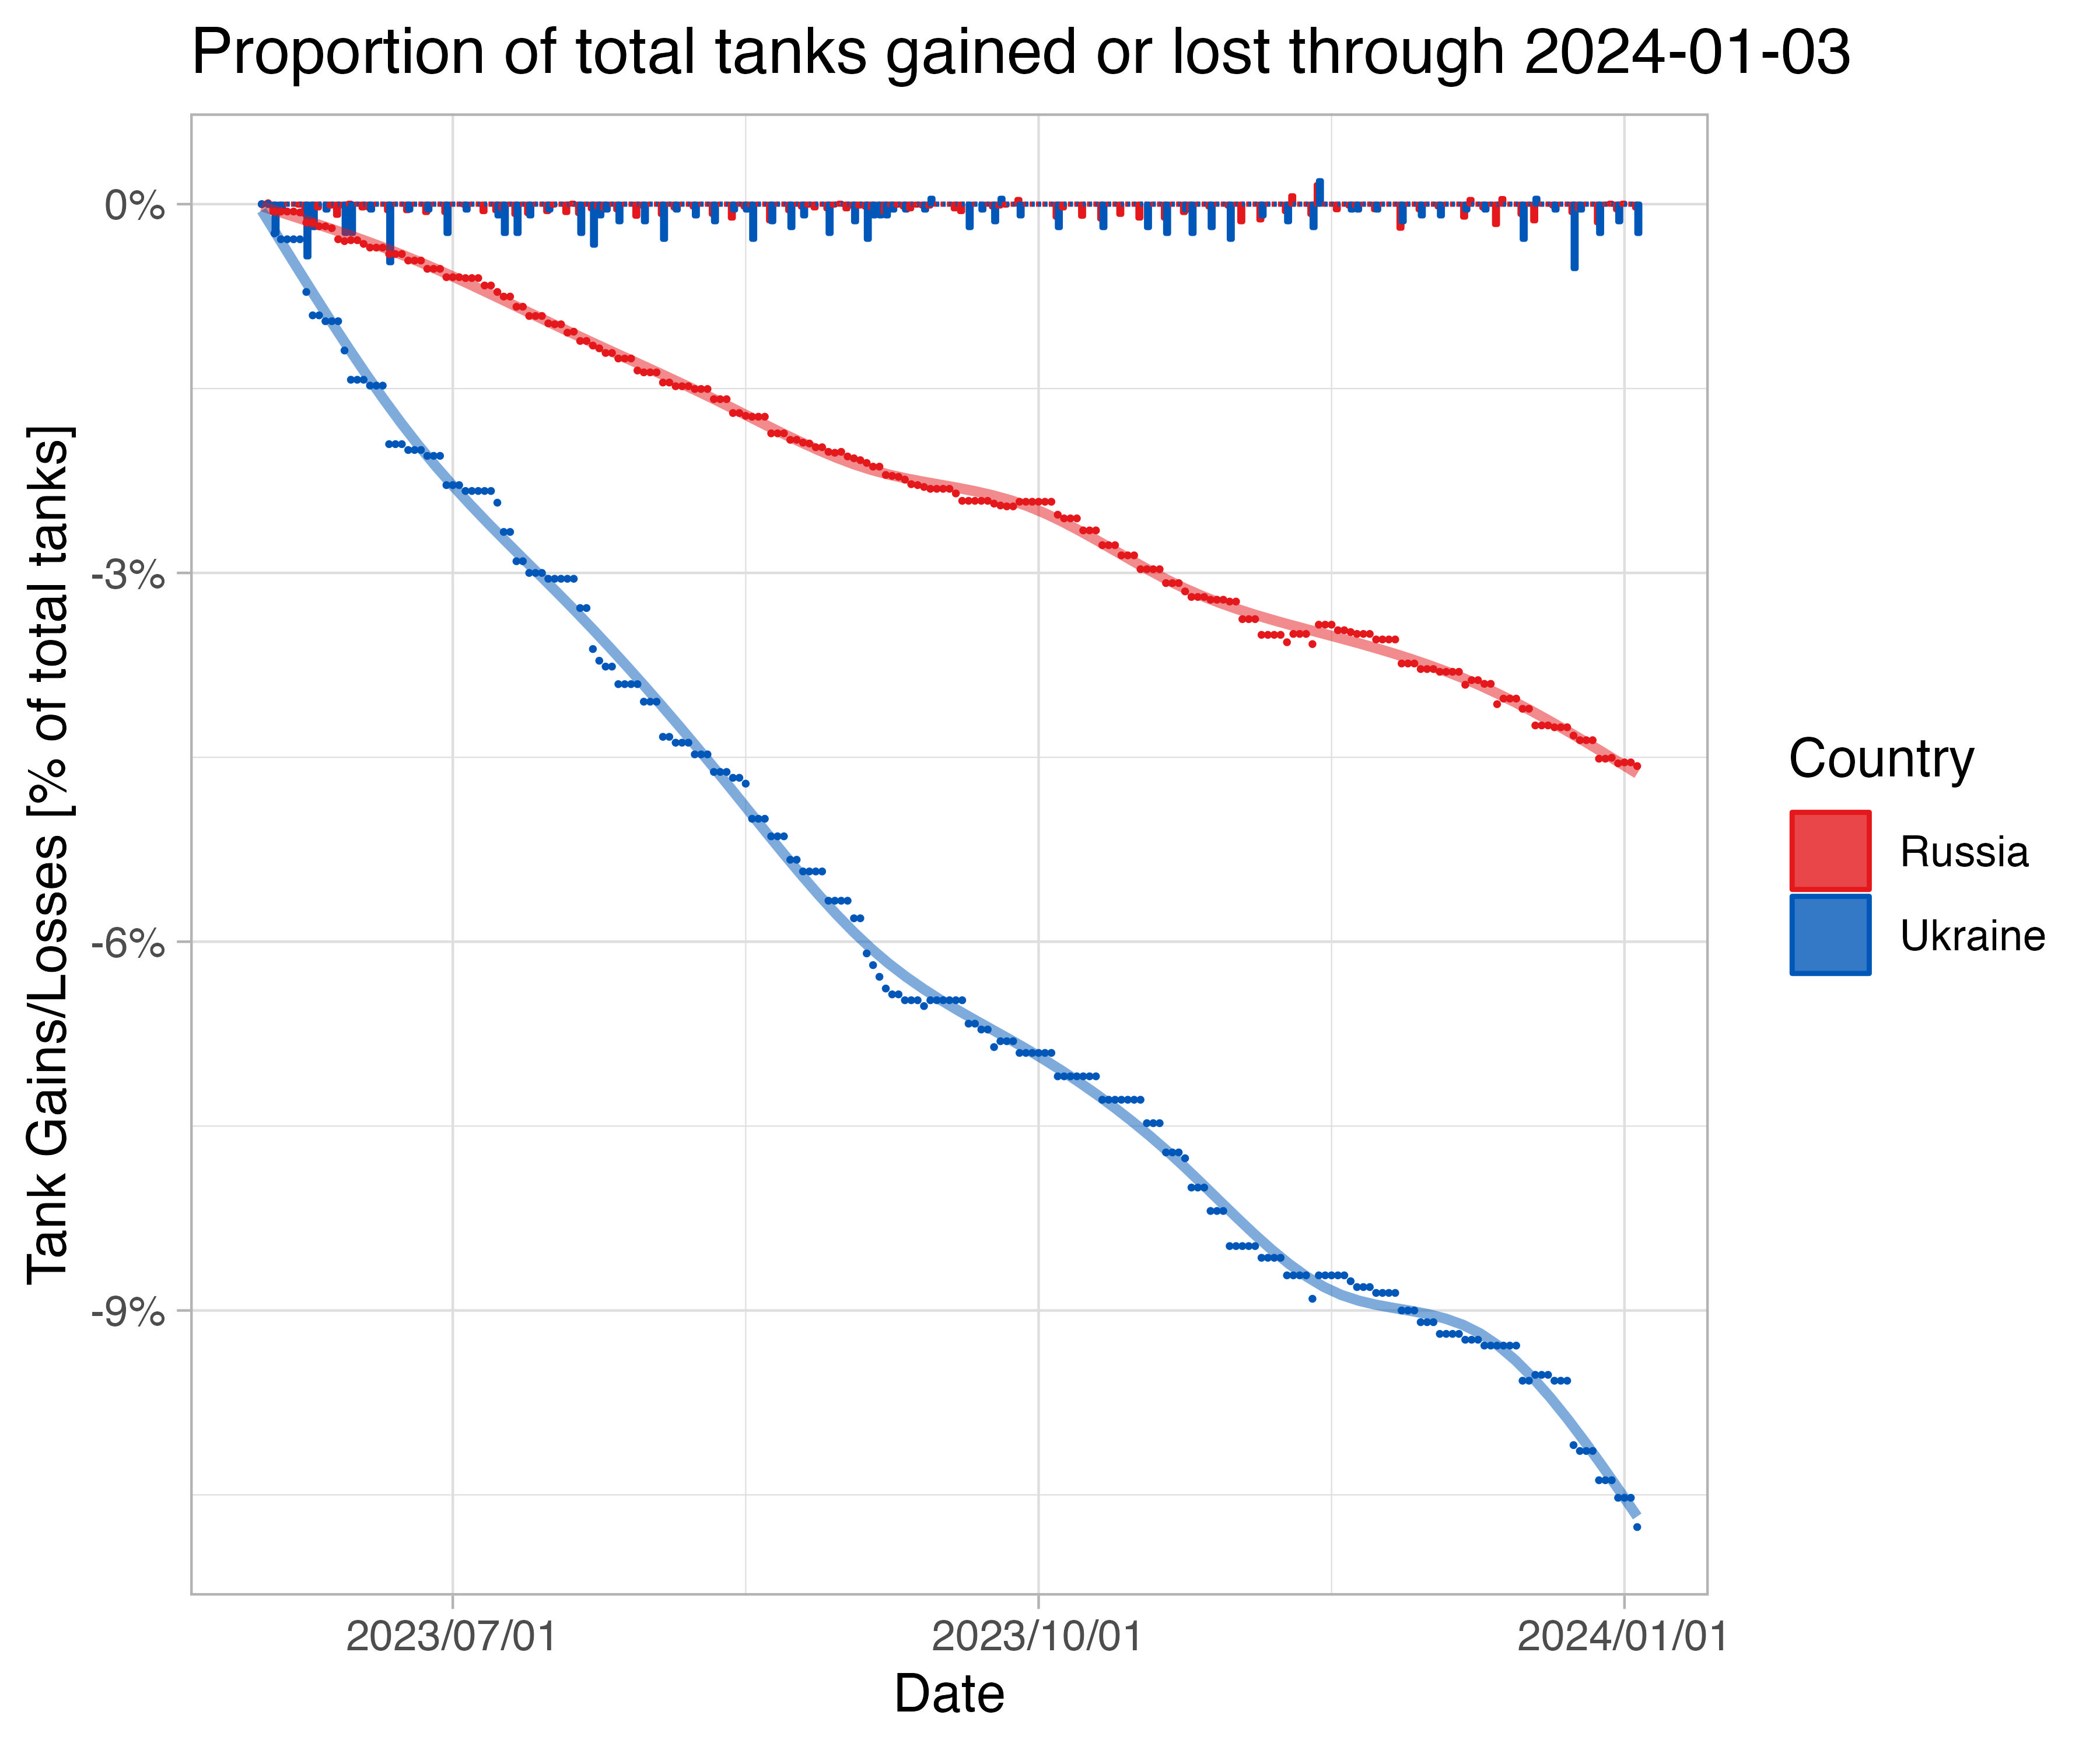 Proportion of total tanks gained or lost through 2024-01-03
Tank Gains/Losses [% of total tanks]
0%
-3%
-6%
-9%
2023/07/01
2023/10/01
2024/01/01
Date
Country
Russia
Ukraine